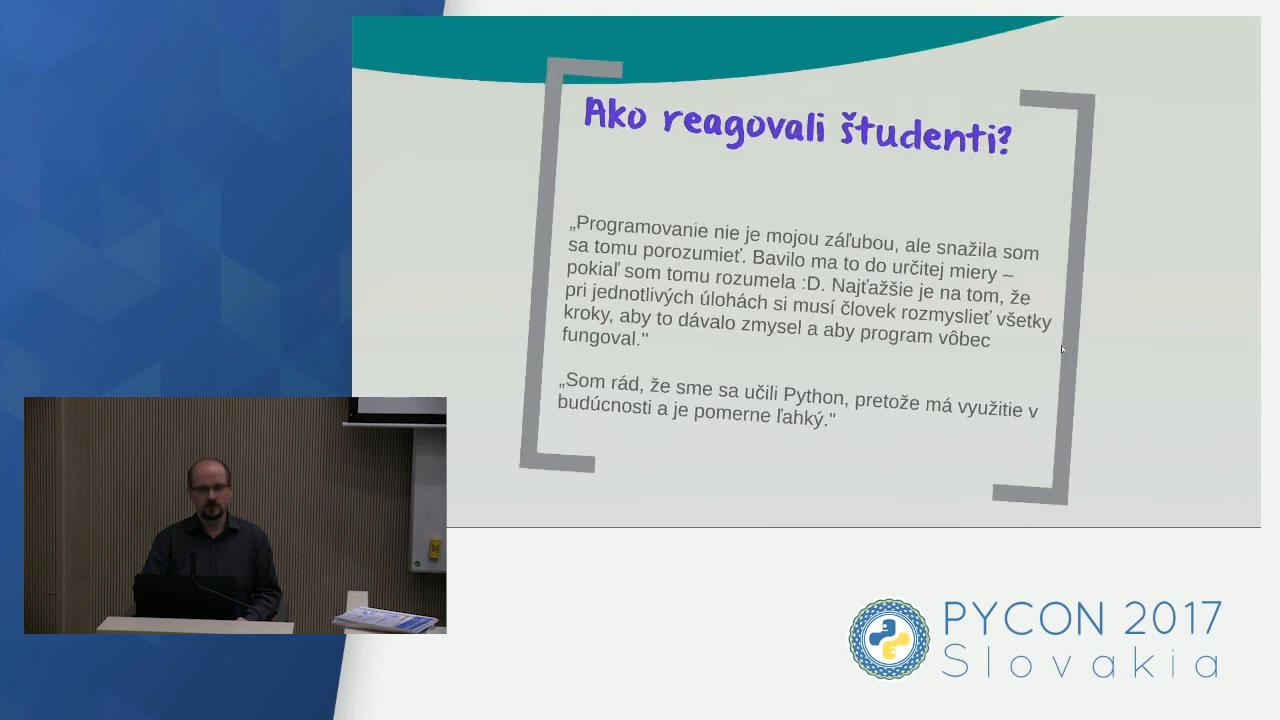 Ako reagovali študenti?
„Programovanie nie je mojou záľubou, ale snažila som
sa tomu porozumieť. Bavilo ma to do určitej miery –
pokiaľ som tomu rozumela :D. Najťažšie je na tom, že
pri jednotlivých úlohách si musí človek rozmyslieť všetky
kroky, aby to dávalo zmysel a aby program vôbec
fungoval."
„Som rád, že sme sa učili Python, pretože má využitie v
budúcnosti a je pomerne ľahký."
PYCON 2017
Slovakia